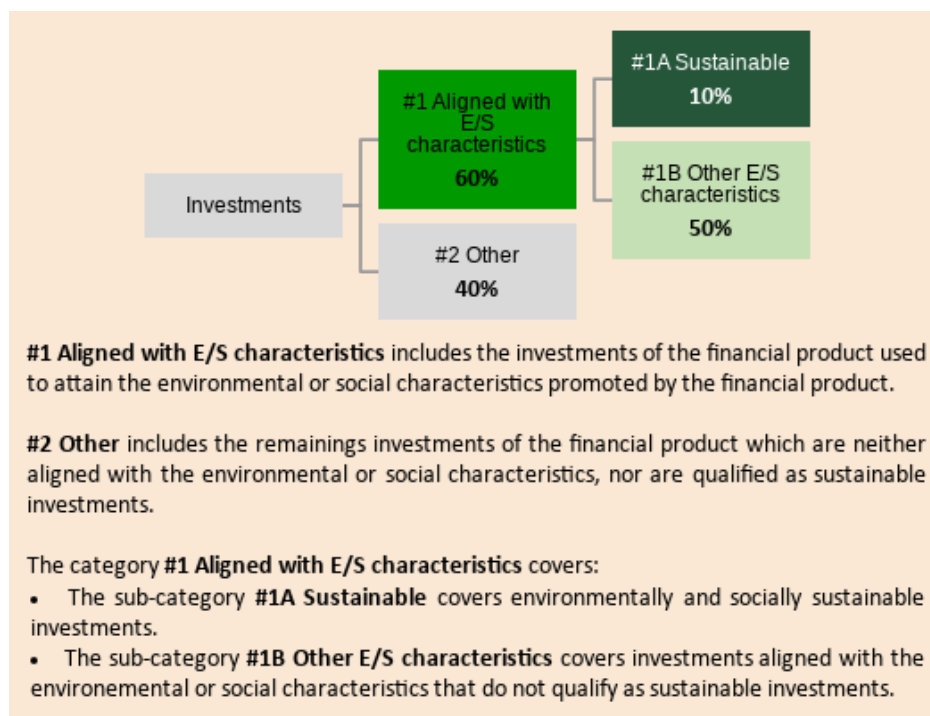 #1A Sustainable
10%
#1 Aligned with
E/S
characteristics
60%
#1B Other E/S
characteristics
50%
Investments
#2 Other
40%
#1 Aligned with E/S characteristics includes the investments of the financial product used
to attain the environmental or social characteristics promoted by the financial product.
#2 Other includes the remainings investments of the financial product which are neither
aligned with the environmental or social characteristics, nor are qualified as sustainable
investments.
The category #1 Aligned with E/S characteristics covers:
• The sub-category #1A Sustainable covers environmentally and socially sustainable
investments.
• The sub-category #1B Other E/S characteristics covers investments aligned with the
environemental or social characteristics that do not qualify as sustainable investments.